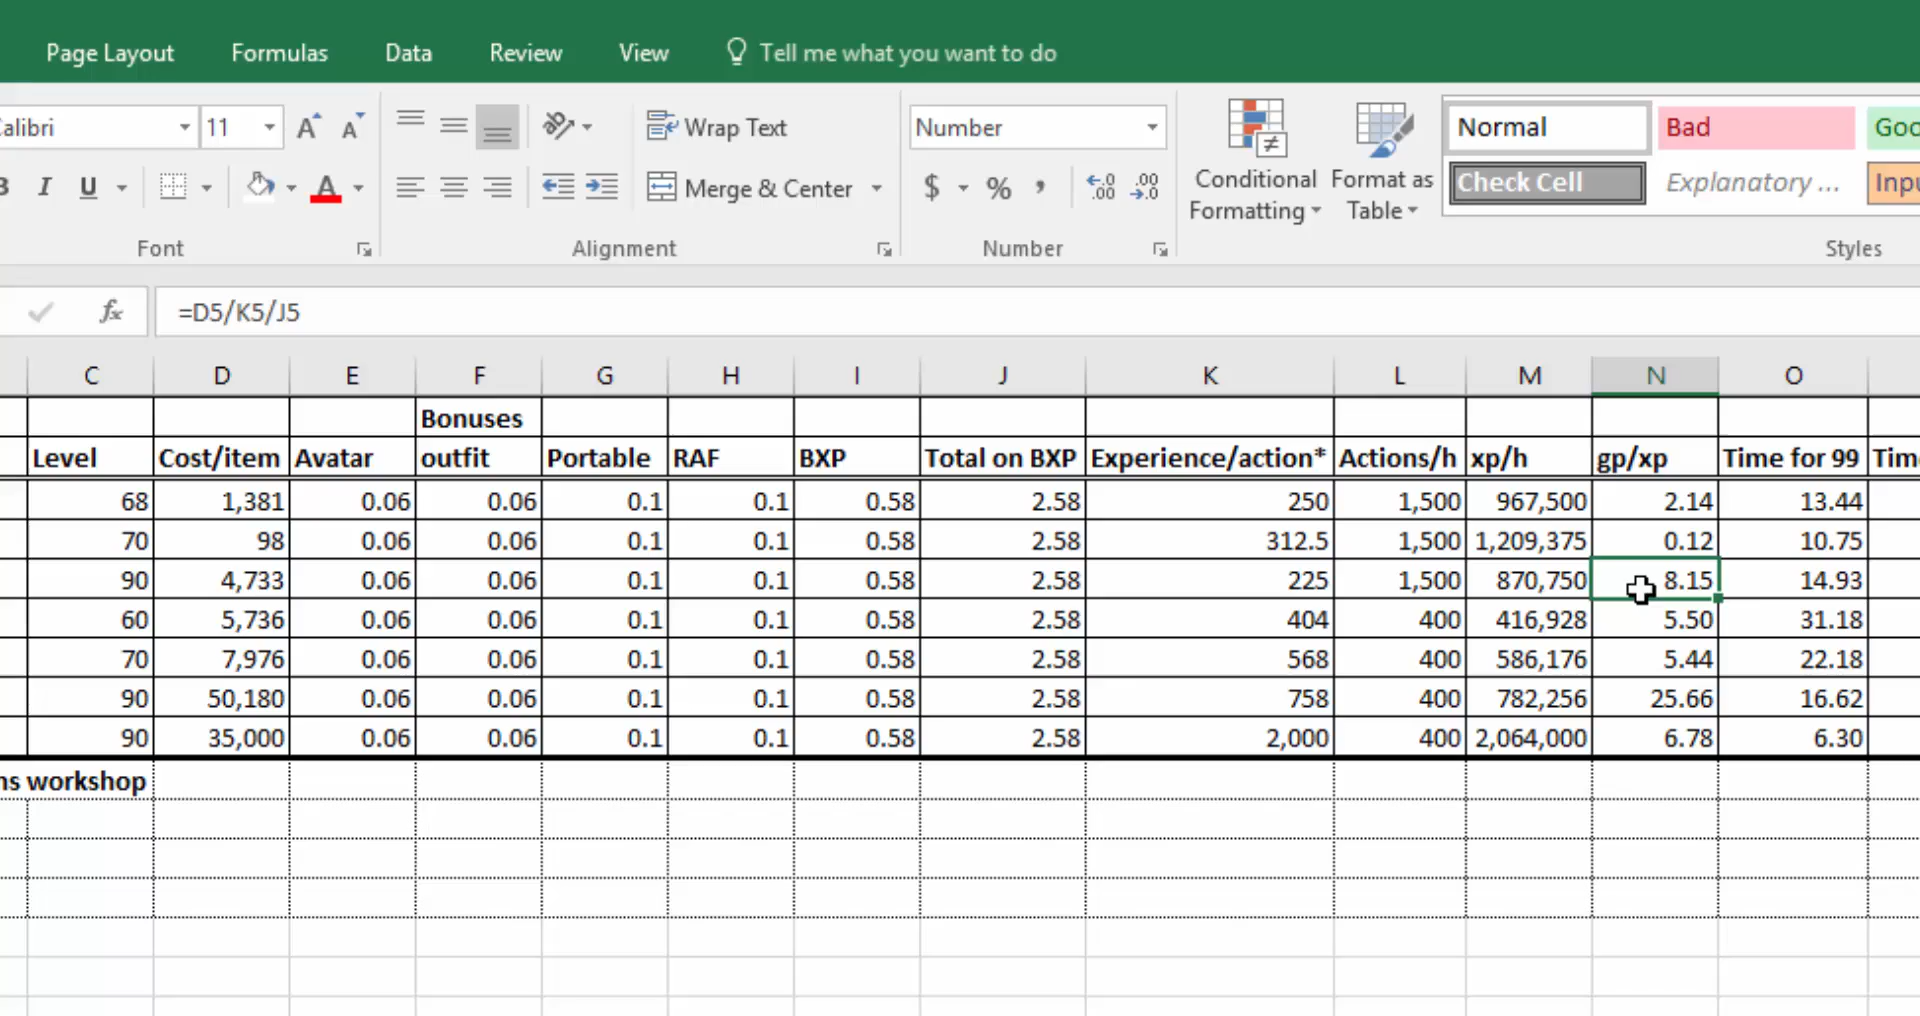 Page Layout Formulas Data Review View Tell me what you want to do
alibri 11 A A Wrap Text Number Normal Bad Goo
B I U A Merge & Center $ % , .00 .0 Conditional Formatting Format as Table Check Cell Explanatory ... Inpu
Font Alignment Number Styles
fx =D5/K5/J5
C D E F G H I J K L M N O
Bonuses
Level Cost/item Avatar outfit Portable RAF BXP Total on BXP Experience/action* Actions/h xp/h gp/xp Time for 99 Time
68 1,381 0.06 0.06 0.1 0.1 0.58 2.58 250 1,500 967,500 2.14 13.44
70 98 0.06 0.06 0.1 0.1 0.58 2.58 312.5 1,500 1,209,375 0.12 10.75
90 4,733 0.06 0.06 0.1 0.1 0.58 2.58 225 1,500 870,750 8.15 14.93
60 5,736 0.06 0.06 0.1 0.1 0.58 2.58 404 400 416,928 5.50 31.18
70 7,976 0.06 0.06 0.1 0.1 0.58 2.58 568 400 586,176 5.44 22.18
90 50,180 0.06 0.06 0.1 0.1 0.58 2.58 758 400 782,256 25.66 16.62
90 35,000 0.06 0.06 0.1 0.1 0.58 2.58 2,000 400 2,064,000 6.78 6.30
ns workshop